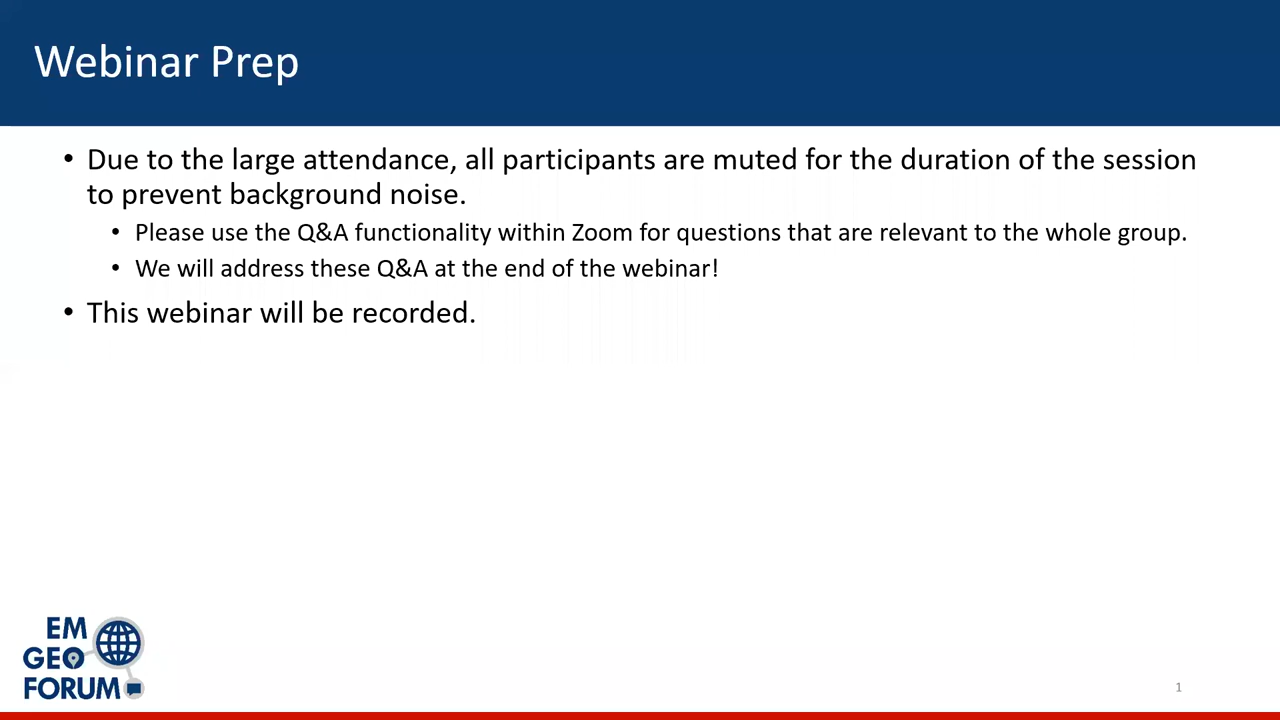 Webinar Prep
• Due to the large attendance, all participants are muted for the duration of the session
to prevent background noise.
• Please use the Q&A functionality within Zoom for questions that are relevant to the whole group.
• We will address these Q&A at the end of the webinar!
• This webinar will be recorded.
EM
GEO
FORUM
1